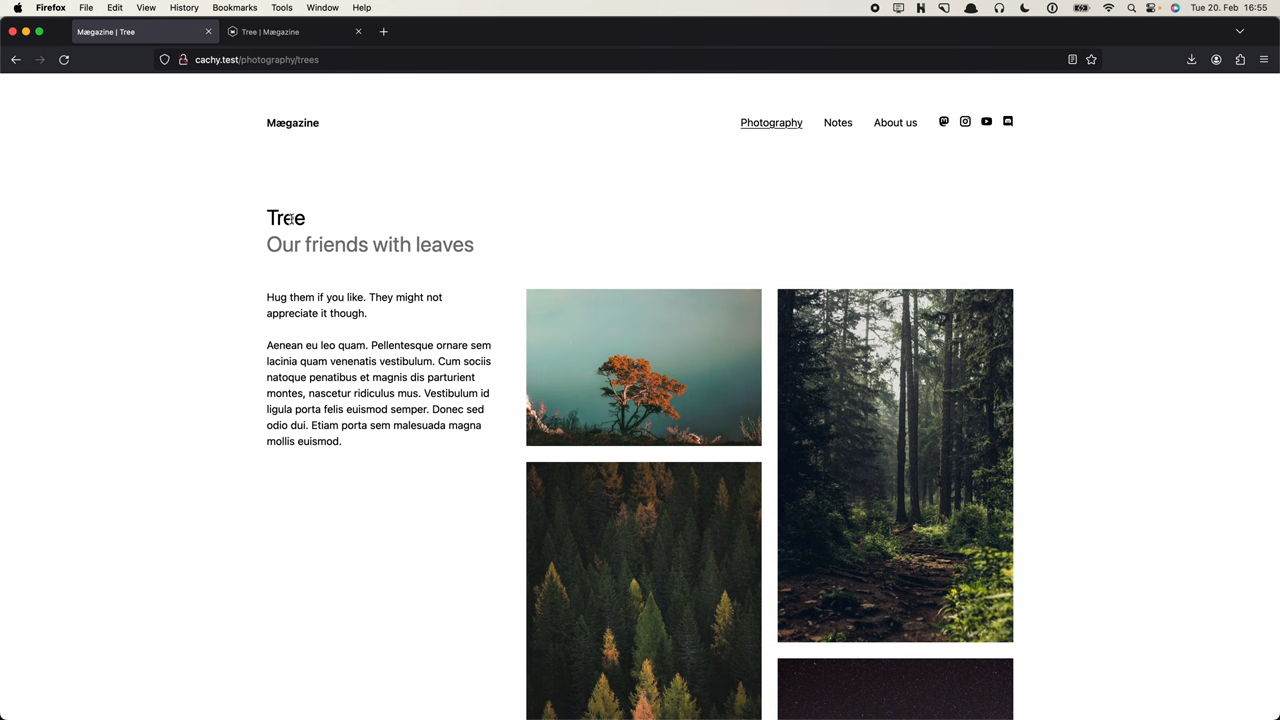 Firefox File Edit View History Bookmarks Tools Window Help Tue 20. Feb 16:55
Mægazine | Tree
Tree | Mægazine
cachy.test/photography/trees
Mægazine
Photography Notes About us
Tree
Our friends with leaves
Hug them if you like. They might not
appreciate it though.
Aenean eu leo quam. Pellentesque ornare sem
lacinia quam venenatis vestibulum. Cum sociis
natoque penatibus et magnis dis parturient
montes, nascetur ridiculus mus. Vestibulum id
ligula porta felis euismod semper. Donec sed
odio dui. Etiam porta sem malesuada magna
mollis euismod.